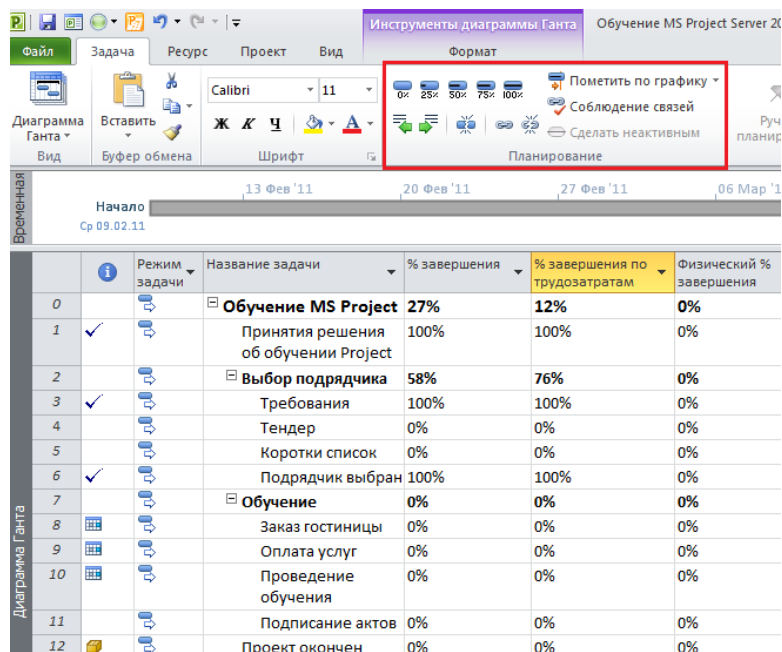 Инструменты диаграммы Ганта
Обучение MS Project Server 20
Файл Задача Ресурс Проект Вид Формат
Диаграмма Ганта
Вид
Вставить
Буфер обмена
Calibri 11
Ж К Ч А
Шрифт
0% 25% 50% 75% 100%
Пометить по графику
Соблюдение связей
Сделать неактивным
Планирование
Руч
планир
Временная
Начало
Ср 09.02.11
13 Фев '11 20 Фев '11 27 Фев '11 06 Мар '1
Режим задачи Название задачи % завершения % завершения по трудозатратам Физический % завершения
0 Обучение MS Project 27% 12% 0%
1 Принятия решения об обучении Project 100% 100% 0%
2 Выбор подрядчика 58% 76% 0%
3 Требования 100% 100% 0%
4 Тендер 0% 0% 0%
5 Коротки список 0% 0% 0%
6 Подрядчик выбран 100% 100% 0%
7 Обучение 0% 0% 0%
8 Заказ гостиницы 0% 0% 0%
9 Оплата услуг 0% 0% 0%
10 Проведение обучения 0% 0% 0%
11 Подписание актов 0% 0% 0%
12 Проект окончен 0% 0% 0%
Диаграмма Ганта